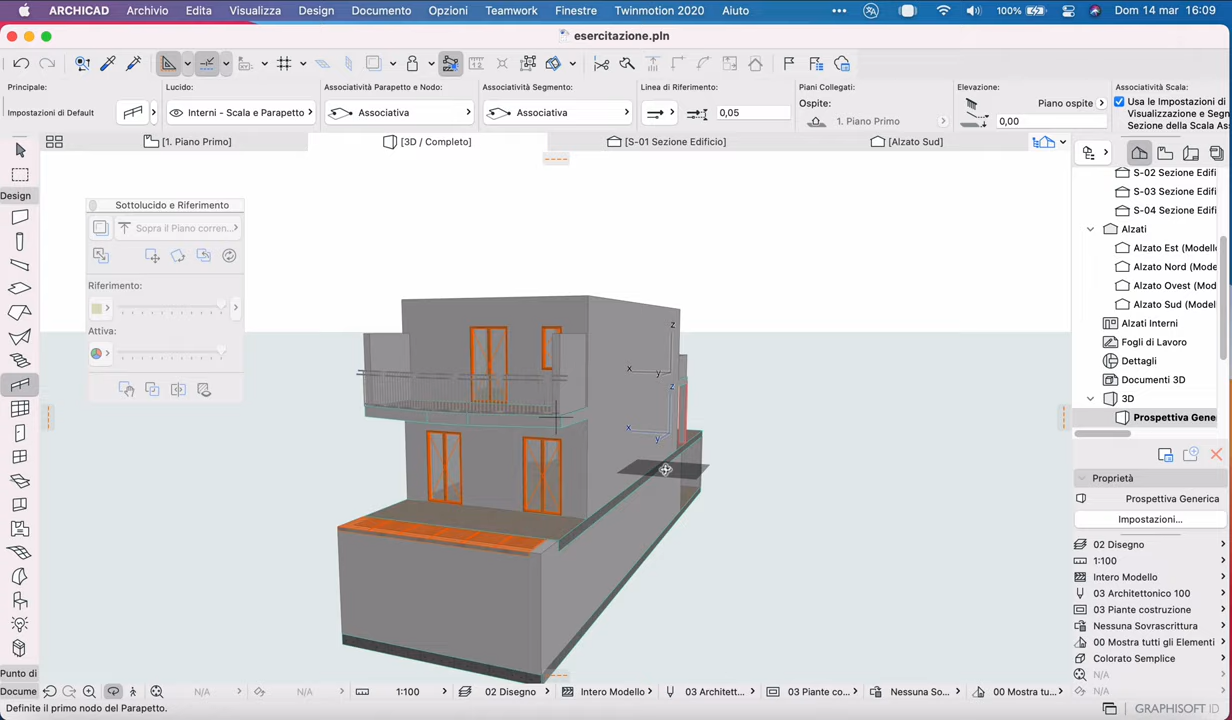 ARCHICAD Archivio Edita Visualizza Design Documento Opzioni Teamwork Finestre Twinmotion 2020 Aiuto 100% Dom 14 mar 16:09
esercitazione.pln
Principale: Lucido: Associatività Parapetto e Nodo: Associatività Segmento: Linea di Riferimento: Piani Collegati: Elevazione: Associatività Scala:
Impostazioni di Default Interni - Scala e Parapetto Associativa Associativa 0,05 Ospite: 1. Piano Primo Piano ospite 0,00 Usa le Impostazioni di
Visualizzazione e Segn
Sezione della Scala Ass
[1. Piano Primo] [3D / Completo] [S-01 Sezione Edificio] [Alzato Sud]
Design
Punto di
Docume
Sottolucido e Riferimento
Sopra il Piano corren...
Riferimento:
Attiva:
z
x
y
z
x
y
S-02 Sezione Edifi
S-03 Sezione Edifi
S-04 Sezione Edifi
Alzati
Alzato Est (Modell
Alzato Nord (Mode
Alzato Ovest (Mod
Alzato Sud (Model
Alzati Interni
Fogli di Lavoro
Dettagli
Documenti 3D
3D
Prospettiva Gene
Proprietà
Prospettiva Generica
Impostazioni...
02 Disegno
1:100
Intero Modello
03 Architettonico 100
03 Piante costruzione
Nessuna Sovrascrittura
00 Mostra tutti gli Elementi
Colorato Semplice
N/A
N/A
N/A N/A 1:100 02 Disegno Intero Modello 03 Architett... 03 Piante co... Nessuna So... 00 Mostra tu...
Definite il primo nodo del Parapetto.
GRAPHISOFT ID